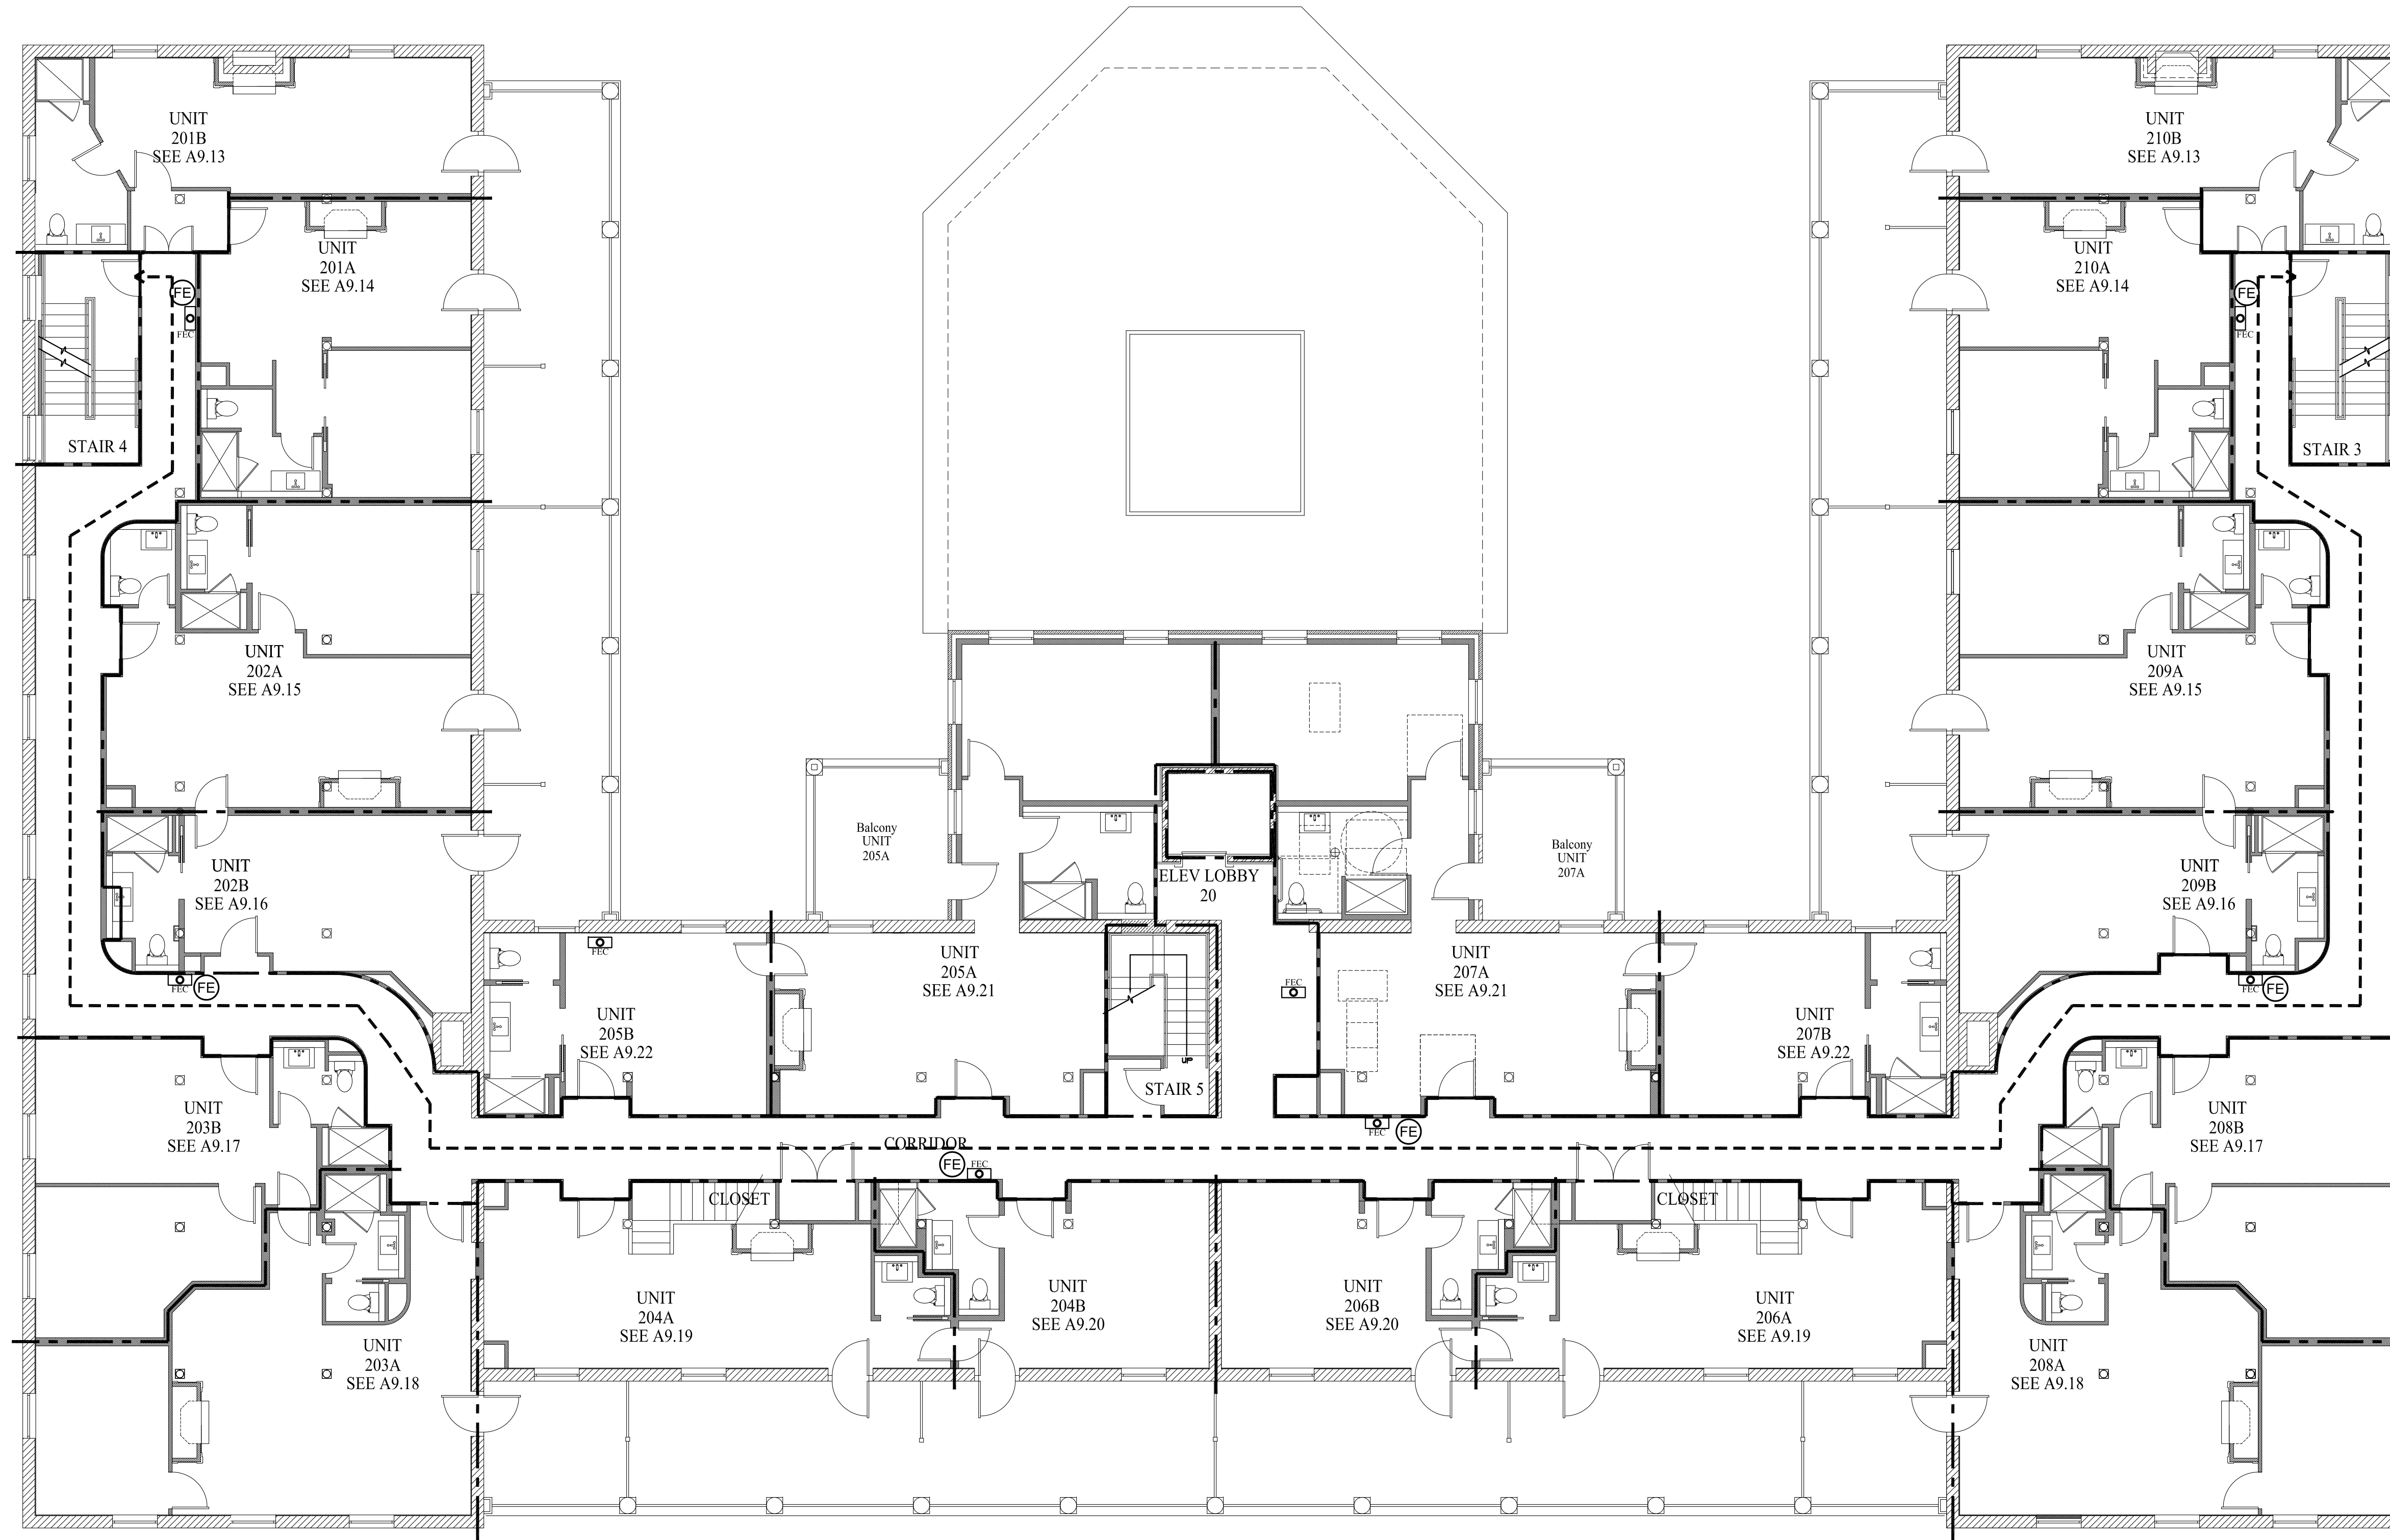 UNIT
201B
SEE A9.13
UNIT
210B
SEE A9.13
UNIT
201A
SEE A9.14
UNIT
210A
SEE A9.14
FE
FEC
FE
FEC
STAIR 4
STAIR 3
UNIT
202A
SEE A9.15
UNIT
209A
SEE A9.15
Balcony
UNIT
205A
Balcony
UNIT
207A
UNIT
202B
SEE A9.16
ELEV LOBBY
20
UNIT
209B
SEE A9.16
FEC
FE
FEC
UNIT
205A
SEE A9.21
FEC
UNIT
207A
SEE A9.21
FEC
FE
UNIT
205B
SEE A9.22
UP
STAIR 5
UNIT
207B
SEE A9.22
UNIT
203B
SEE A9.17
UNIT
208B
SEE A9.17
CORRIDOR
FE
FEC
FEC
FE
CLOSET
CLOSET
UNIT
203A
SEE A9.18
UNIT
204A
SEE A9.19
UNIT
204B
SEE A9.20
UNIT
206B
SEE A9.20
UNIT
206A
SEE A9.19
UNIT
208A
SEE A9.18